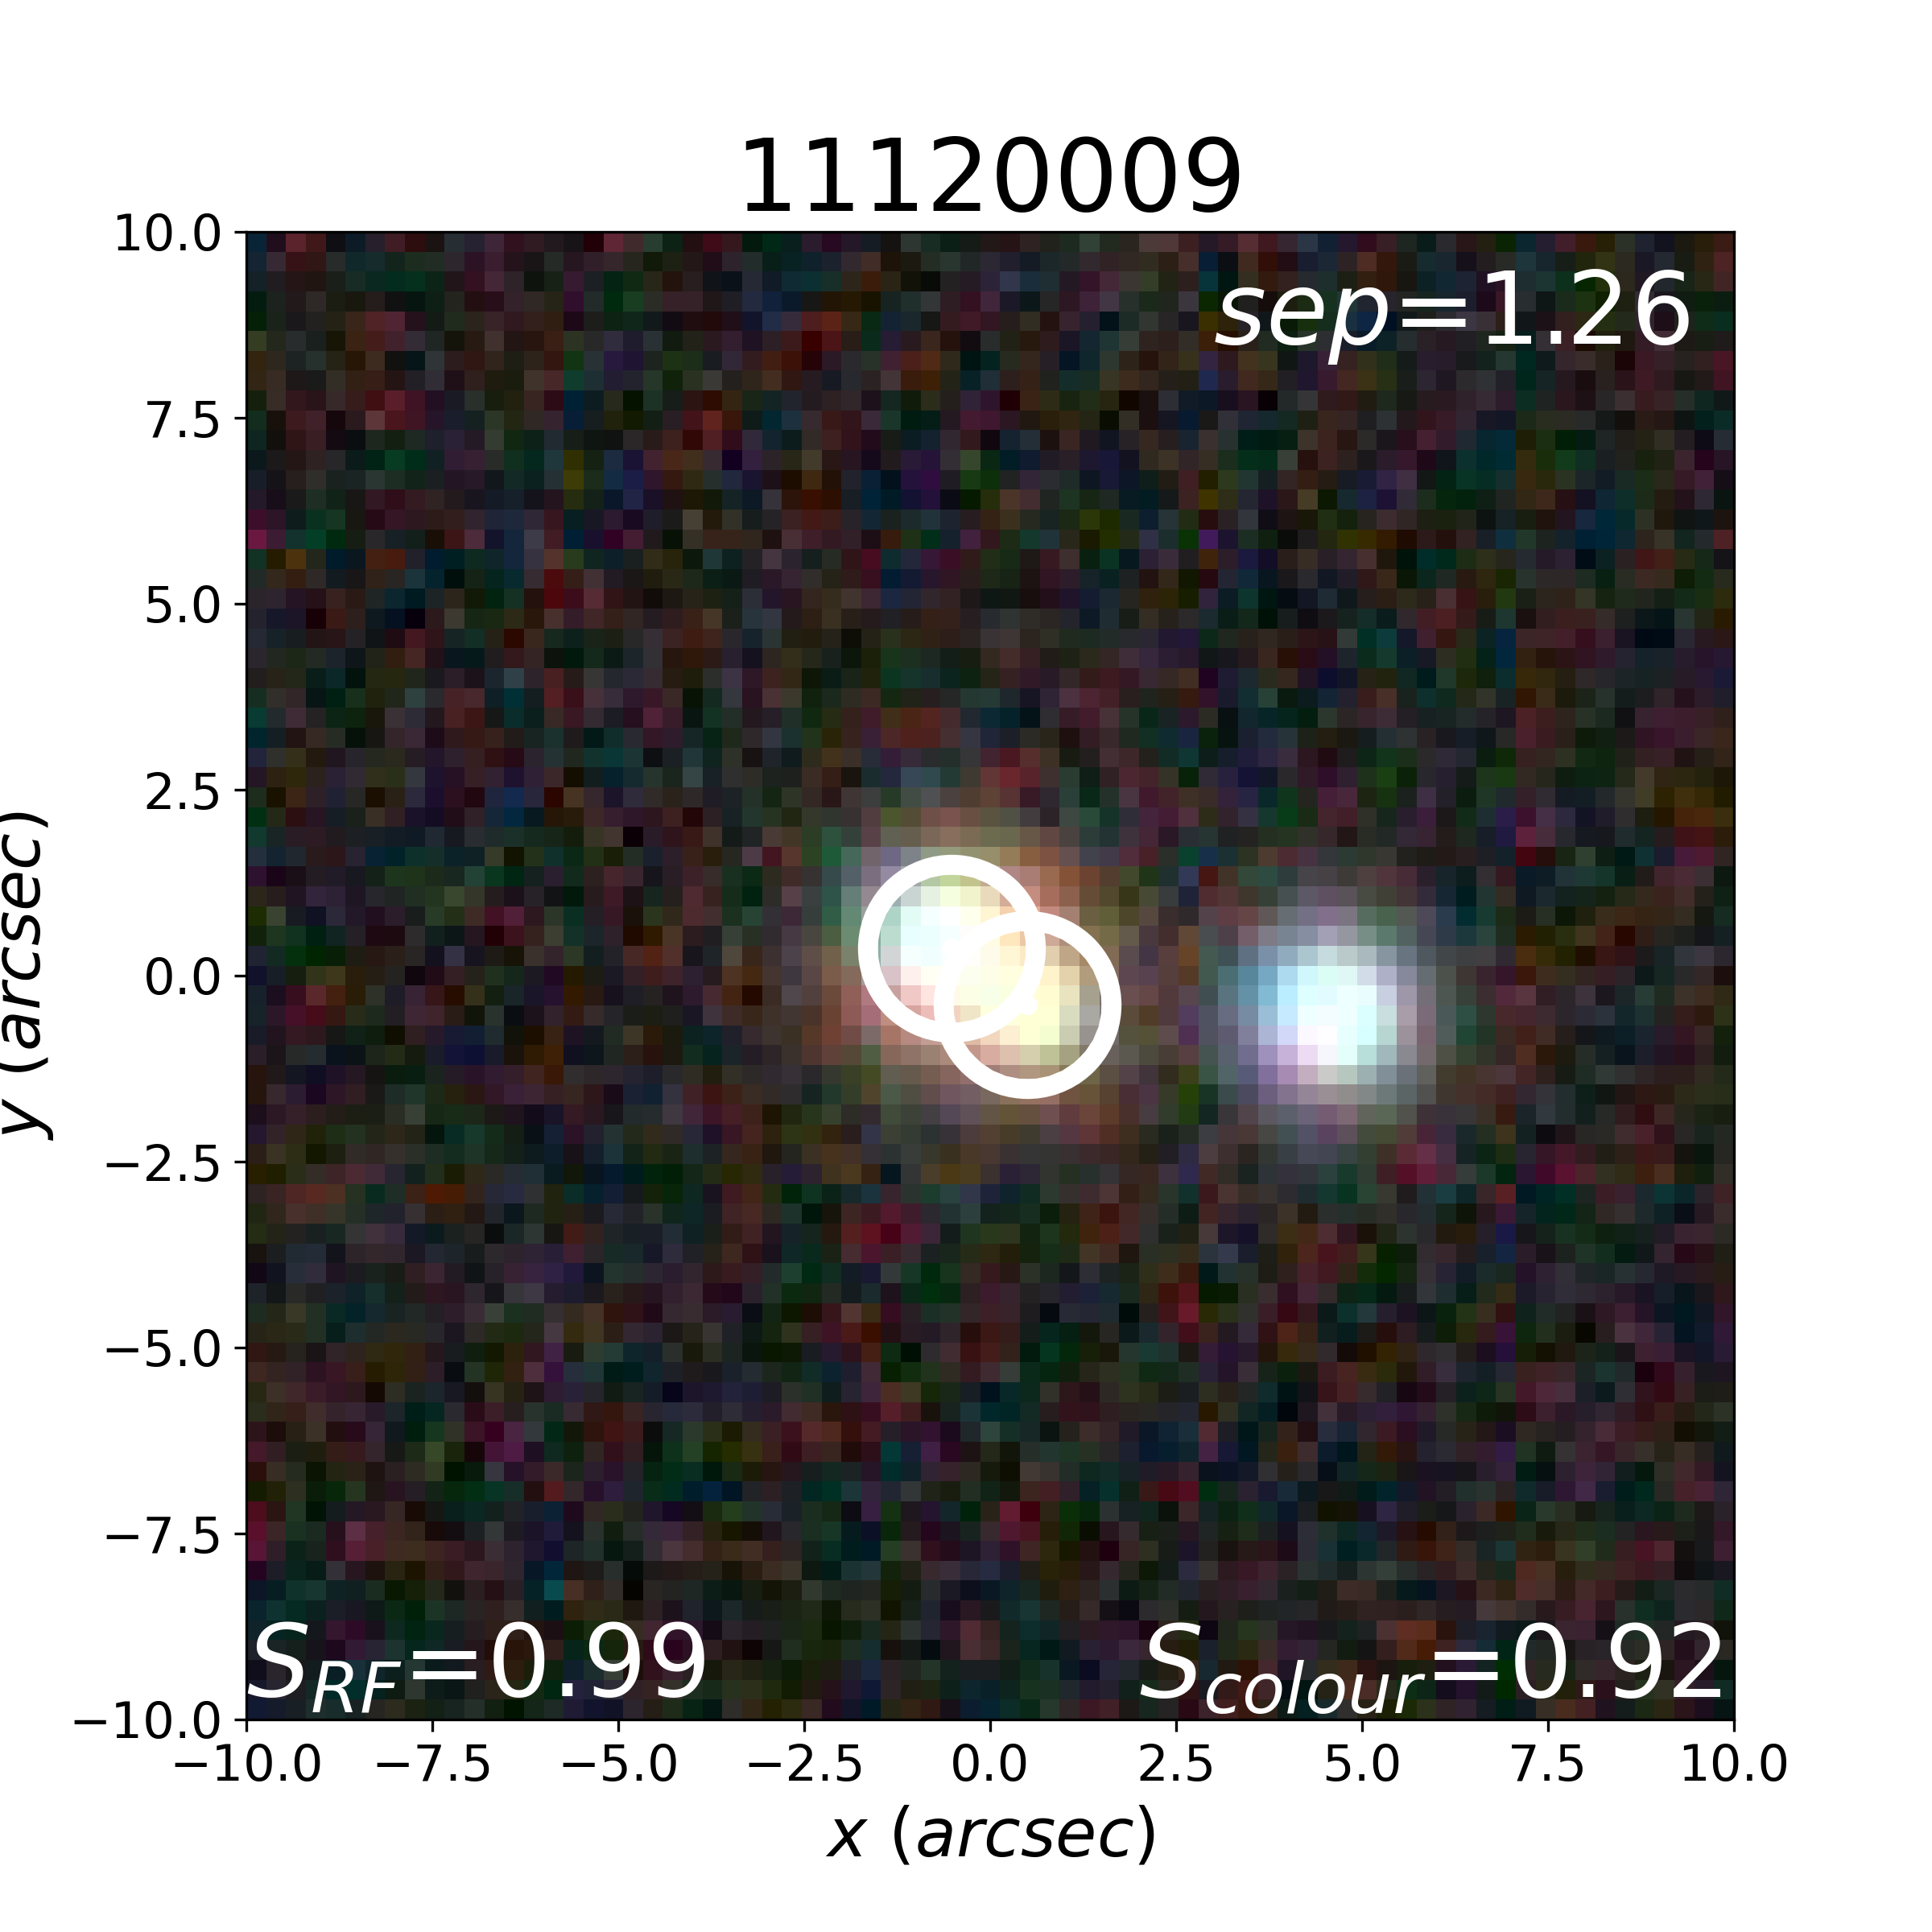 11120009
10.0
7.5
5.0
2.5
0.0
−2.5
−5.0
−7.5
−10.0
y (arcsec)
sep=1.26
S_RF=0.99
S_colour=0.92
−10.0 −7.5 −5.0 −2.5 0.0 2.5 5.0 7.5 10.0
x (arcsec)